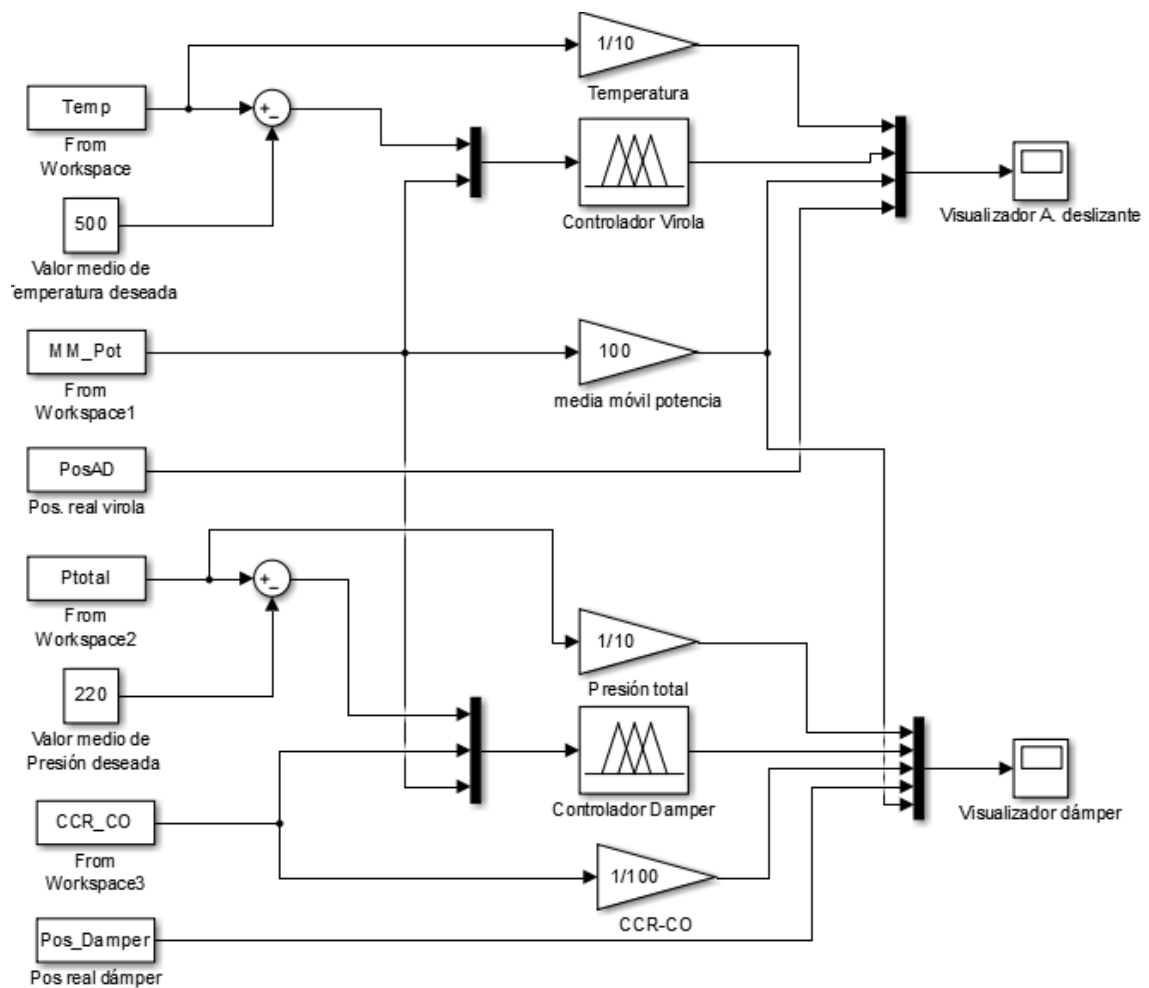 1/10
Temperatura
Temp
From
Workspace
+
−
Controlador Virola
Visualizador A. deslizante
500
Valor medio de
Temperatura deseada
MM_Pot
From
Workspace1
100
media móvil potencia
PosAD
Pos. real virola
Ptotal
From
Workspace2
+
−
1/10
Presión total
220
Valor medio de
Presión deseada
Controlador Damper
Visualizador dámper
CCR_CO
From
Workspace3
1/100
CCR-CO
Pos_Damper
Pos real dámper